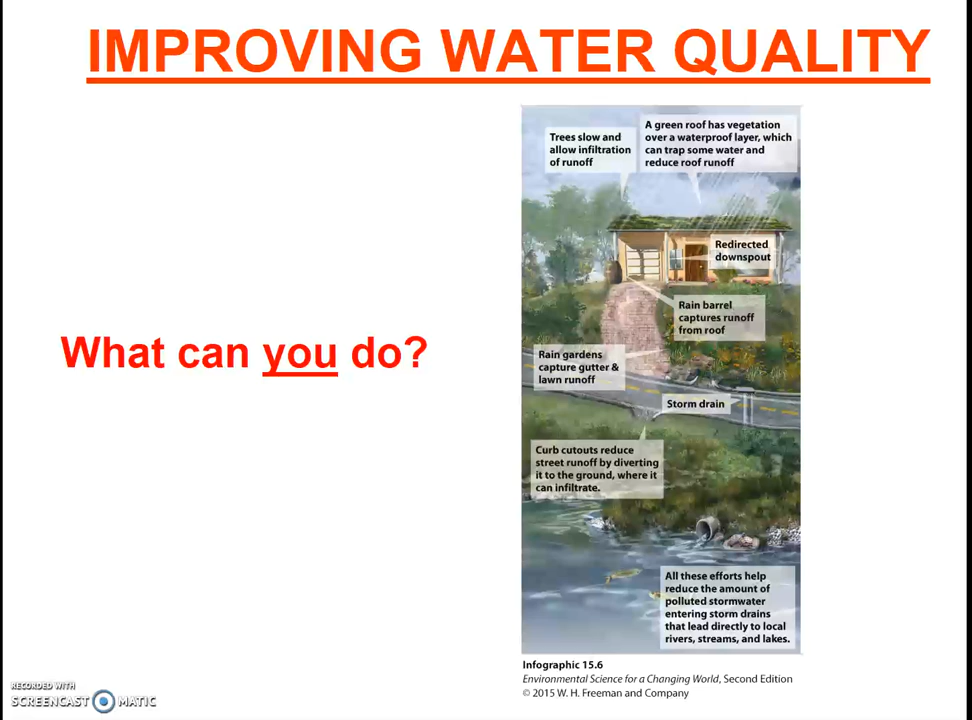 IMPROVING WATER QUALITY
Trees slow and
allow infiltration
of runoff
A green roof has vegetation
over a waterproof layer, which
can trap some water and
reduce roof runoff
Redirected
downspout
Rain barrel
captures runoff
from roof
What can you do?
Rain gardens
capture gutter &
lawn runoff
Storm drain
Curb cutouts reduce
street runoff by diverting
it to the ground, where it
can infiltrate.
All these efforts help
reduce the amount of
polluted stormwater
entering storm drains
that lead directly to local
rivers, streams, and lakes.
Infographic 15.6
Environmental Science for a Changing World, Second Edition
© 2015 W. H. Freeman and Company
RECORDED WITH
SCREENCAST MATIC